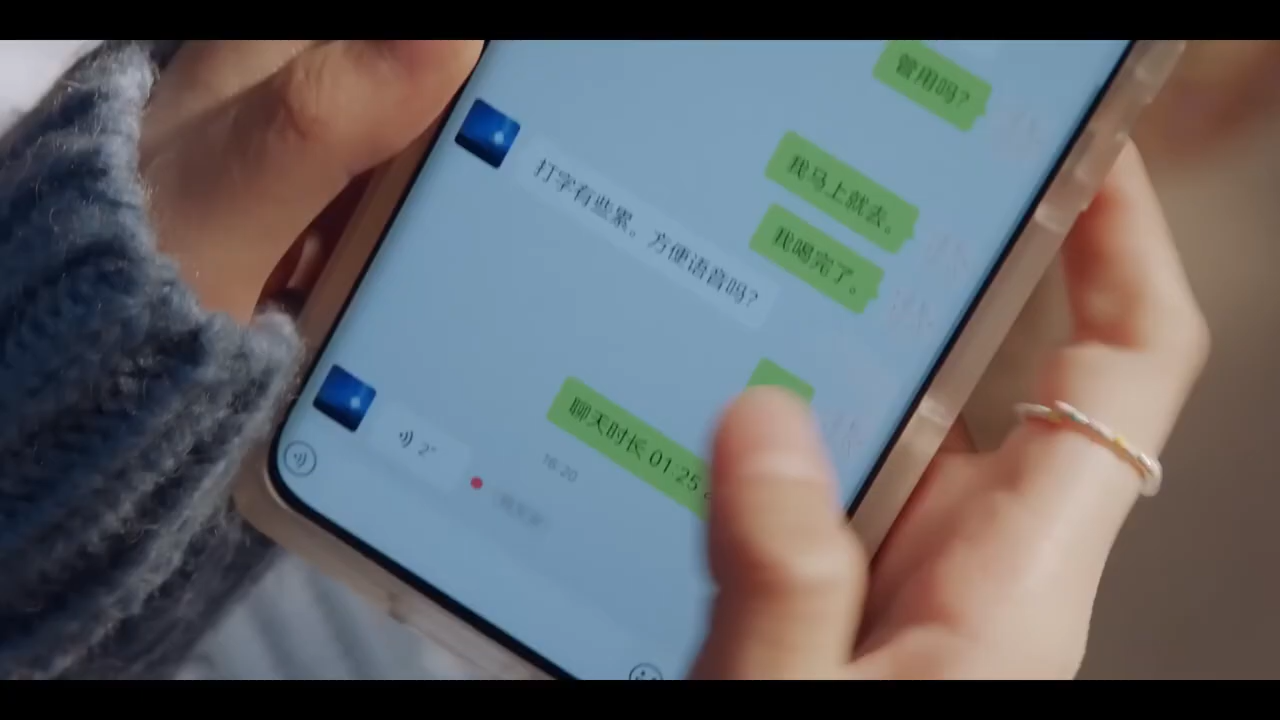 管用吗?
我马上就去。
我喝完了。
打字有些累。方便语音吗?
聊天时长 01:25
16:20
2"